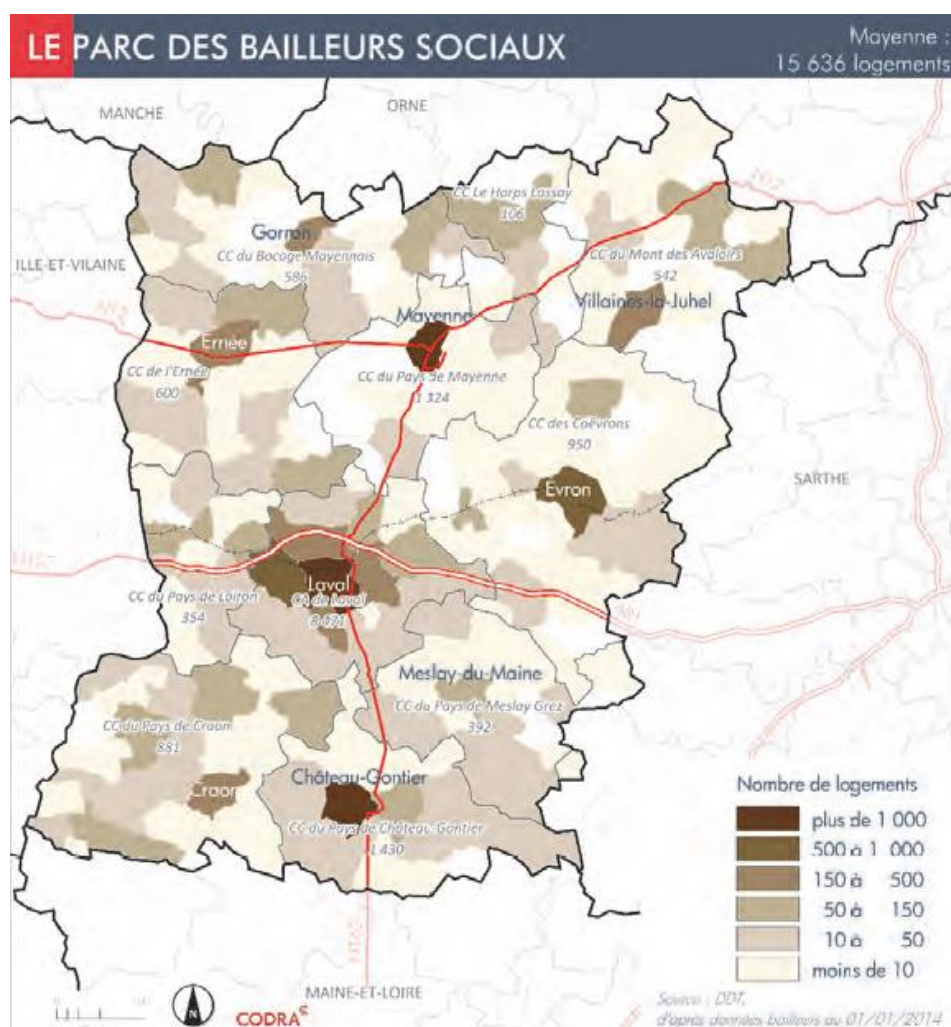 LE PARC DES BAILLEURS SOCIAUX
Mayenne :
15 636 logements
MANCHE
ORNE
CC Le Horps Lassay
106
Gorron
CC du Bocage Mayennais
586
ILLE-ET-VILAINE
CC du Mont des Avaloirs
542
Villaines-la-Juhel
Mayenne
Ernée
CC de l'Ernée
600
CC du Pays de Mayenne
1 324
CC des Coëvrons
950
SARTHE
Evron
Laval
CA de Laval
8 471
CC du Pays de Loiron
354
Meslay-du-Maine
CC du Pays de Meslay Grez
392
CC du Pays de Craon
881
Craon
Château-Gontier
CC du Pays de Château-Gontier
1 430
Nombre de logements
plus de 1 000
500 à 1 000
150 à 500
50 à 150
10 à 50
moins de 10
MAINE-ET-LOIRE
N
CODRA
Source : DDT,
d'après données bailleurs au 01/01/2014